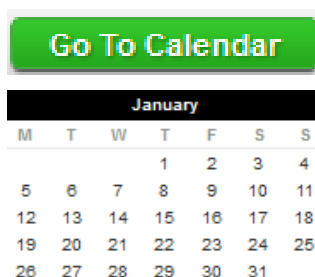 Go To Calendar
January
M T W T F S S
1 2 3 4
5 6 7 8 9 10 11
12 13 14 15 16 17 18
19 20 21 22 23 24 25
26 27 28 29 30 31